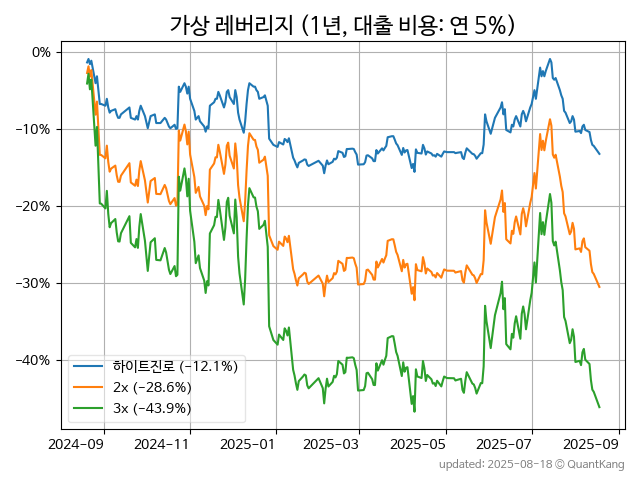 가상 레버리지 (1년, 대출 비용: 연 5%)
0%
−10%
−20%
−30%
−40%
하이트진로 (−12.1%)
2x (−28.6%)
3x (−43.9%)
2024−09 2024−11 2025−01 2025−03 2025−05 2025−07 2025−09
updated: 2025-08-18 © QuantKang